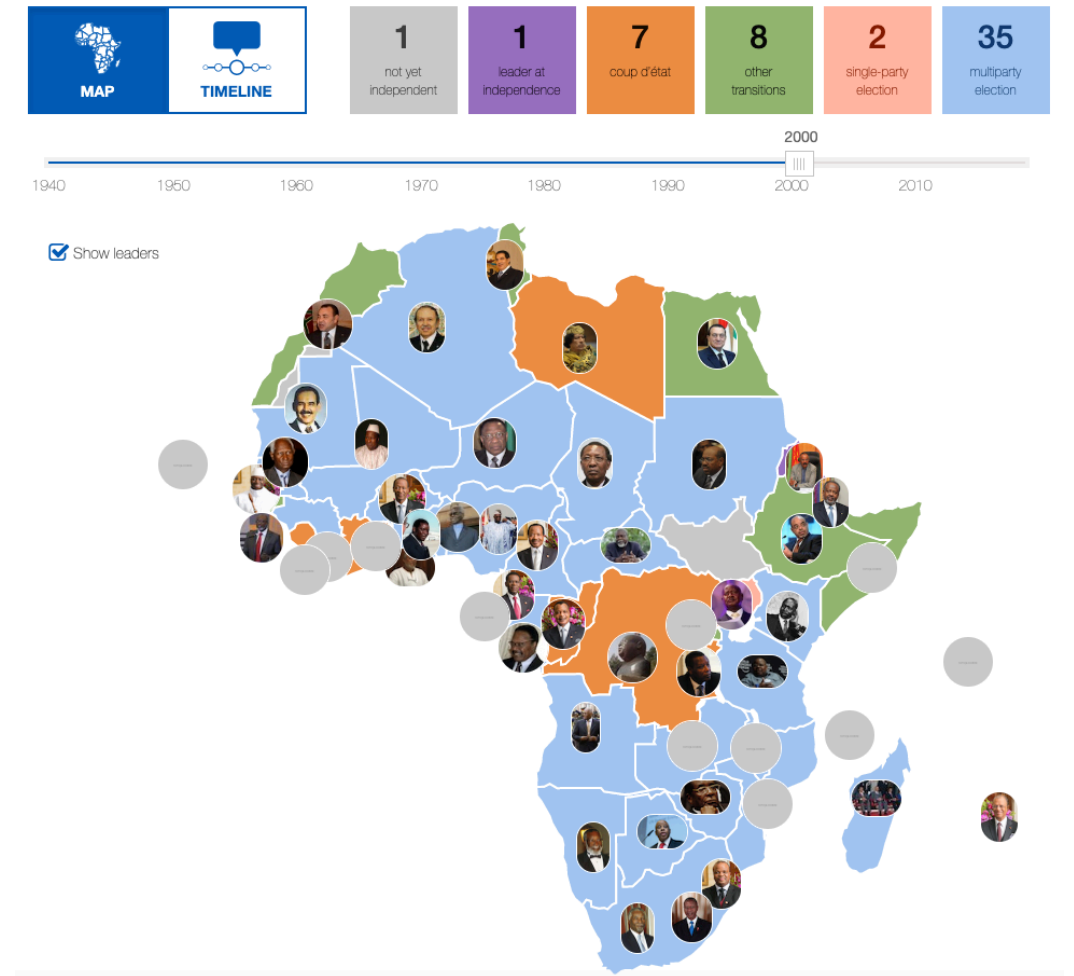 MAP
TIMELINE
1
not yet
independent
1
leader at
independence
7
coup d'état
8
other
transitions
2
single-party
election
35
multiparty
election
2000
1940
1950
1960
1970
1980
1990
2000
2010
Show leaders